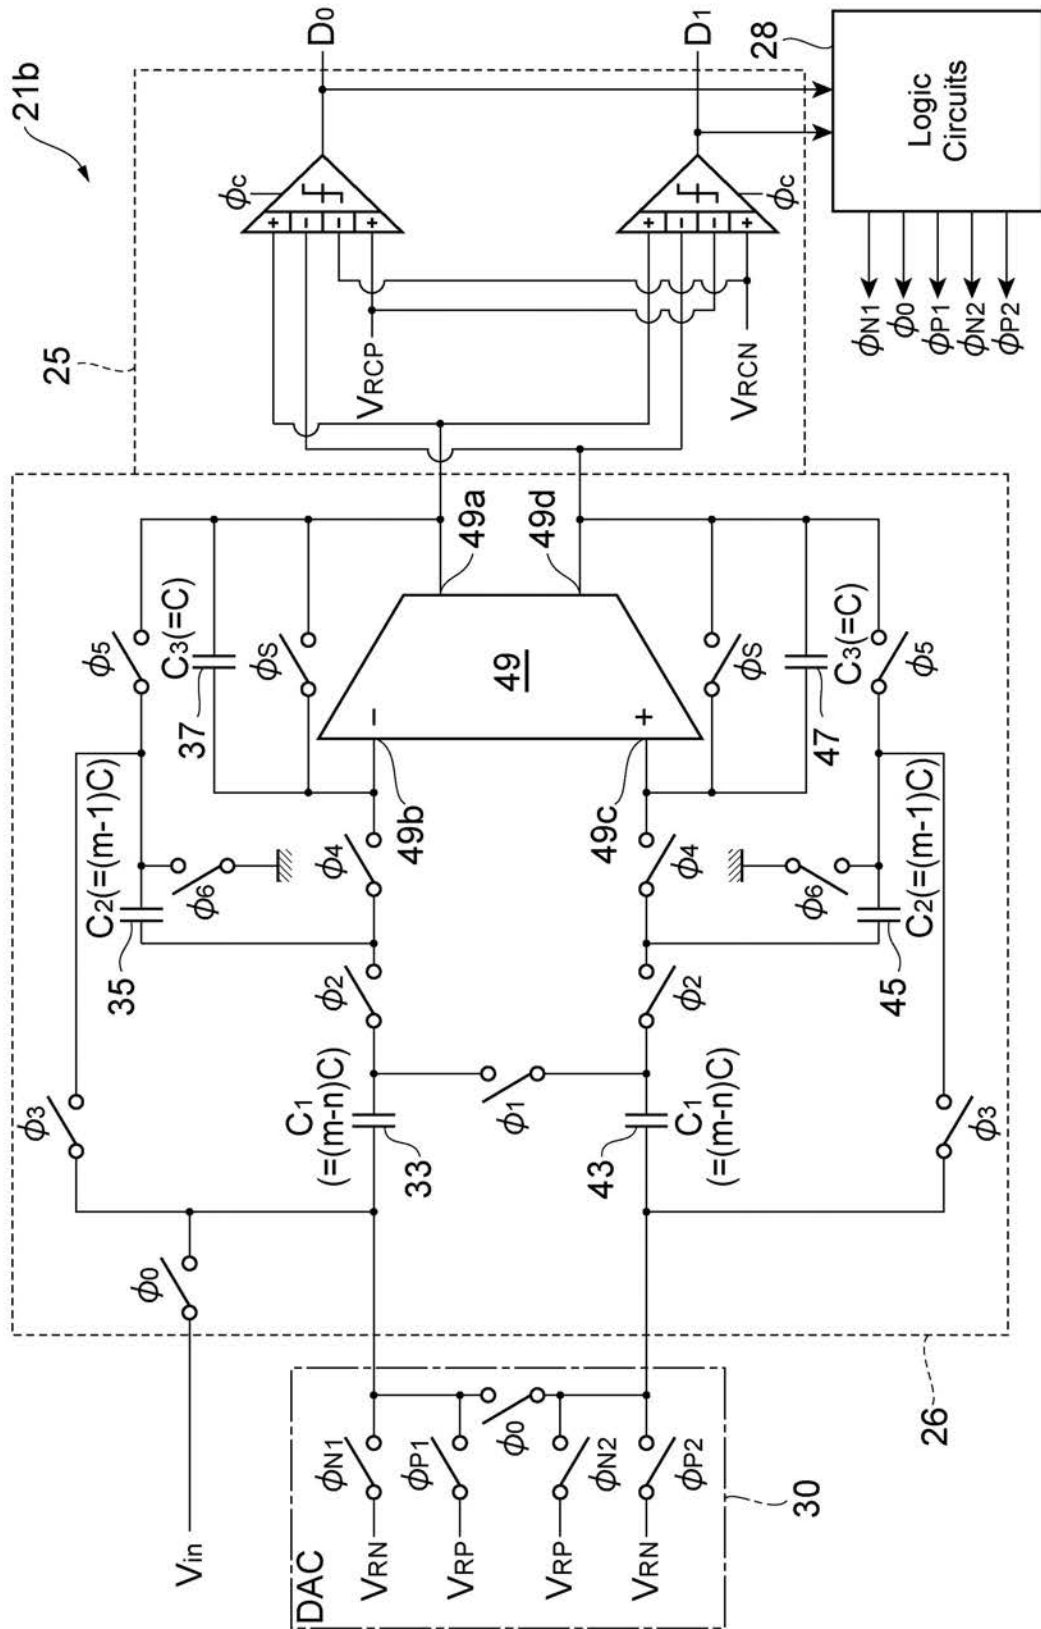 21b
25
Vin
ϕ0
ϕ3
C2(=(m-1)C)
35
ϕ6
ϕ5
C3(=C)
37
ϕS
C1
(=(m-n)C)
33
ϕ2
ϕ4
49b
49a
49
−
+
49c
49d
ϕ1
DAC
VRN
ϕN1
VRP
ϕP1
ϕ0
VRP
ϕN2
VRN
ϕP2
30
43
C1
(=(m-n)C)
ϕ2
ϕ4
ϕS
ϕ6
47
C3(=C)
45
C2(=(m-1)C)
ϕ5
ϕ3
26
ϕC
+
−
−
+
D0
VRCP
VRCN
ϕC
+
−
−
+
D1
28
Logic
Circuits
ϕN1
ϕ0
ϕP1
ϕN2
ϕP2